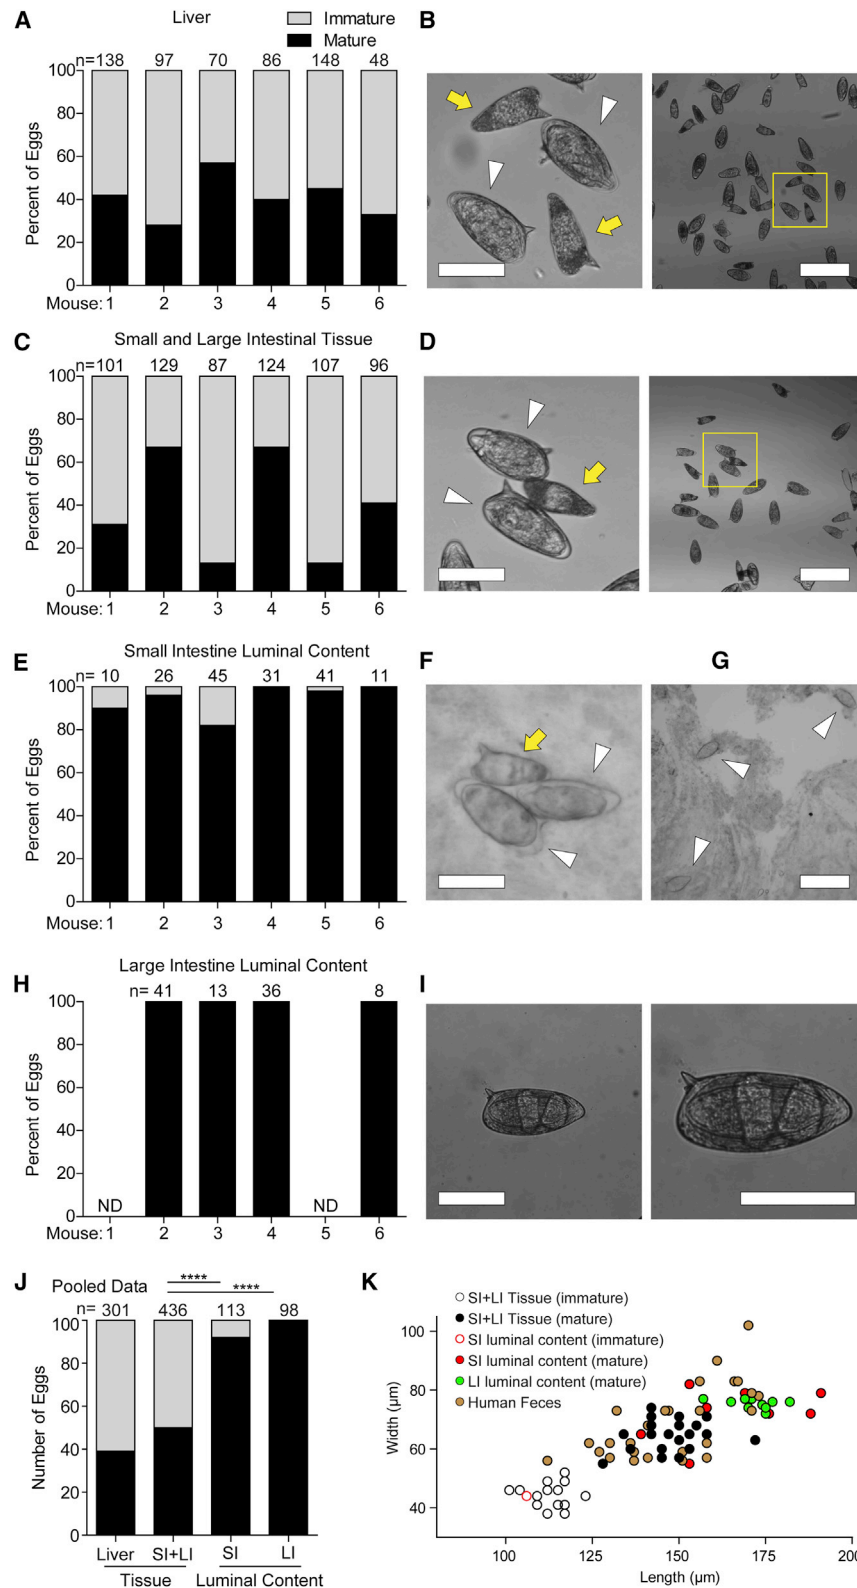 A Liver Immature B
Mature
n=138 97 70 86 148 48
100
80
60
40
20
0
Percent of Eggs
Mouse: 1 2 3 4 5 6
C Small and Large Intestinal Tissue D
n=101 129 87 124 107 96
100
80
60
40
20
0
Percent of Eggs
Mouse: 1 2 3 4 5 6
E Small Intestine Luminal Content F G
n= 10 26 45 31 41 11
100
80
60
40
20
0
Percent of Eggs
Mouse: 1 2 3 4 5 6
H Large Intestine Luminal Content I
n= 41 13 36 8
100
80
60
40
20
0
Percent of Eggs
ND ND
Mouse: 1 2 3 4 5 6
J Pooled Data **** ****
n= 301 436 113 98
100
80
60
40
20
0
Number of Eggs
Liver SI+LI SI LI
Tissue Luminal Content
K
SI+LI Tissue (immature)
SI+LI Tissue (mature)
SI luminal content (immature)
SI luminal content (mature)
LI luminal content (mature)
Human Feces
100
80
60
40
Width (µm)
100 125 150 175 200
Length (µm)